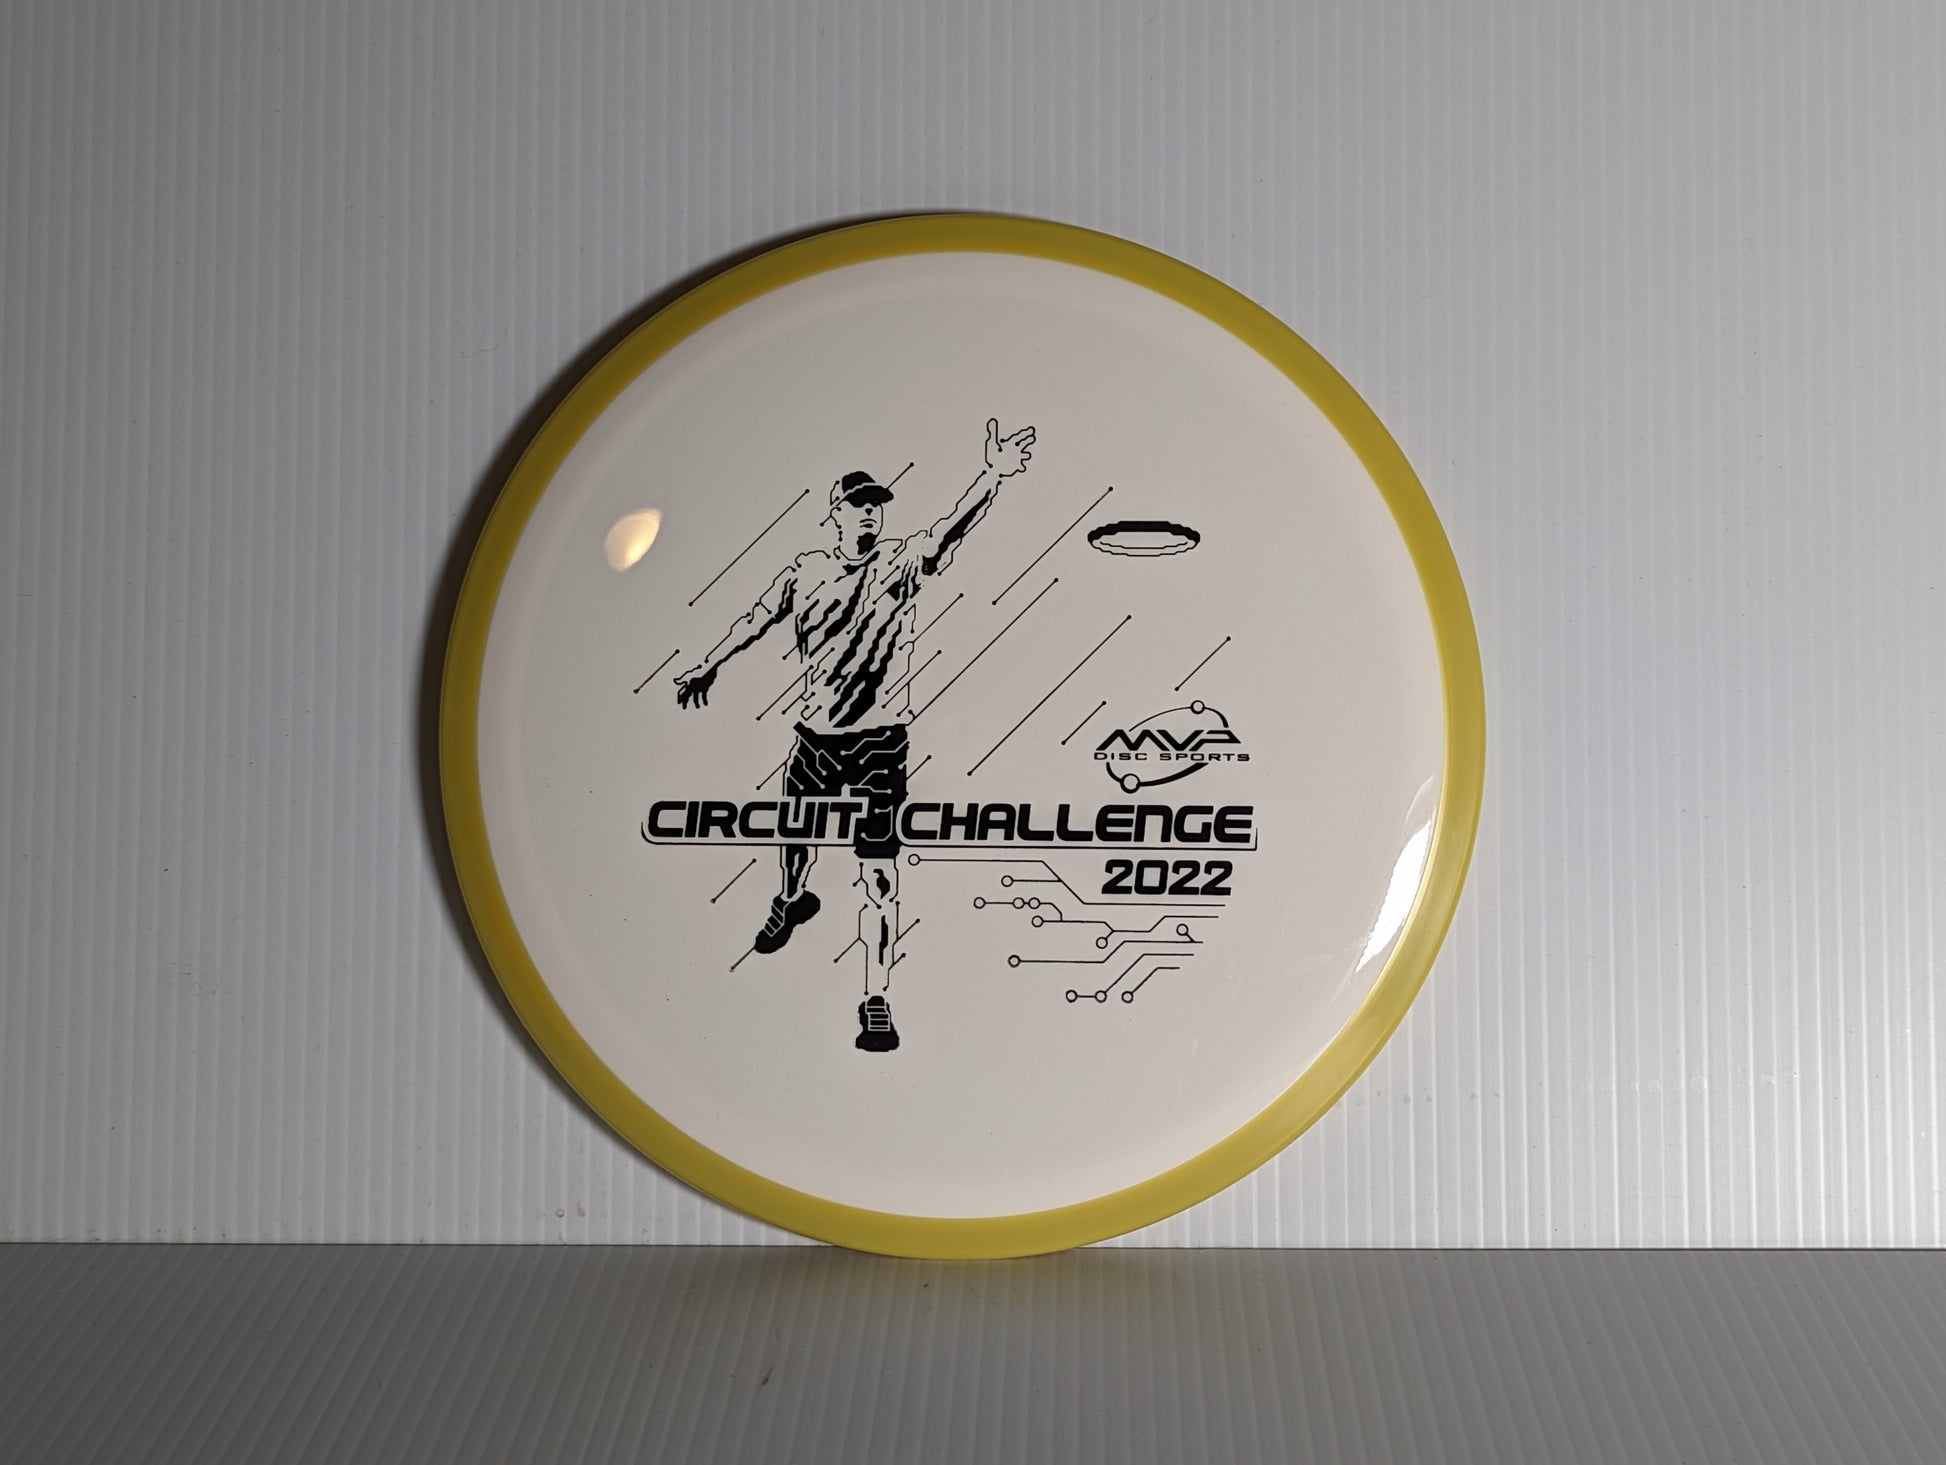 MVP
DISC SPORTS
CIRCUIT CHALLENGE
2022